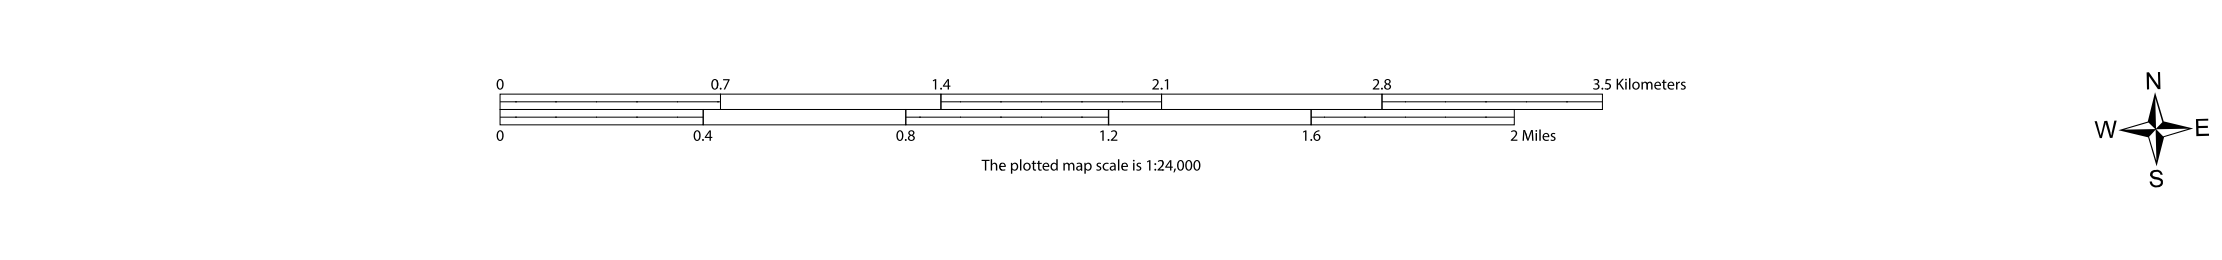 0 0.7 1.4 2.1 2.8 3.5 Kilometers
0 0.4 0.8 1.2 1.6 2 Miles
The plotted map scale is 1:24,000
N
W E
S